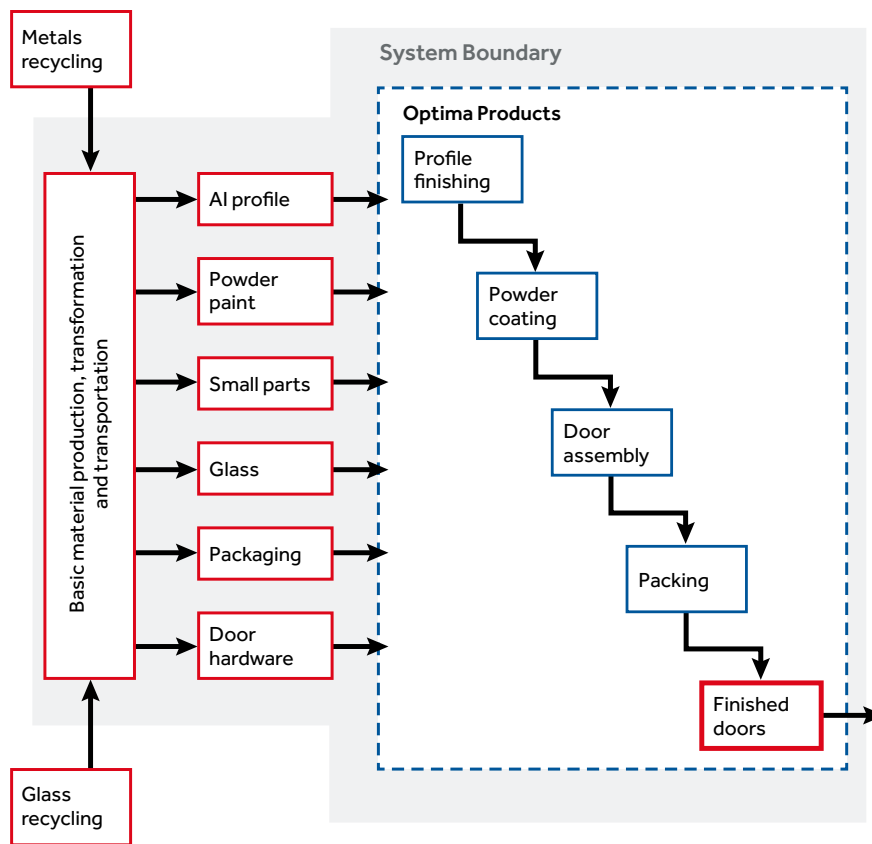 Metals
recycling
System Boundary
Optima Products
Profile
finishing
Basic material production, transformation
and transportation
AI profile
Powder
paint
Powder
coating
Small parts
Door
assembly
Glass
Packaging
Packing
Door
hardware
Finished
doors
Glass
recycling